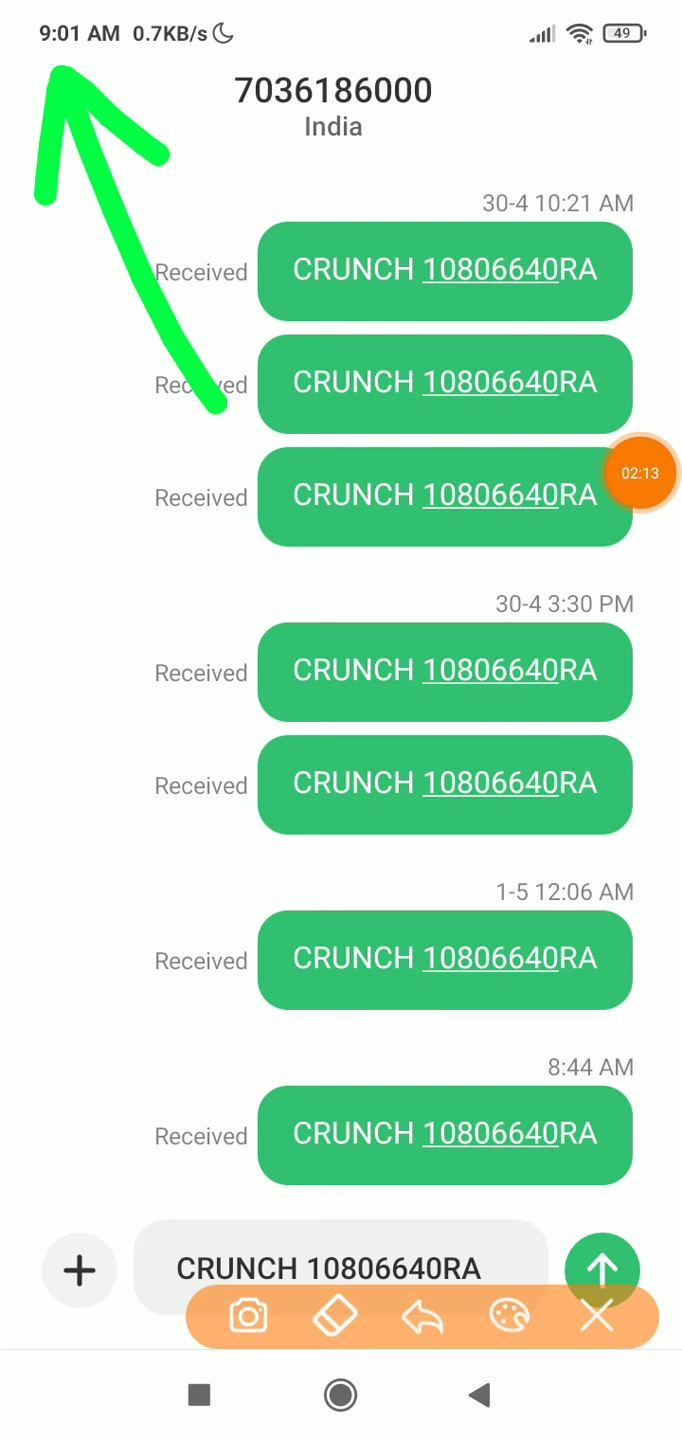 9:01 AM 0.7KB/s 49
7036186000
India
30-4 10:21 AM
Received CRUNCH 10806640RA
Received CRUNCH 10806640RA
Received CRUNCH 10806640RA
02:13
30-4 3:30 PM
Received CRUNCH 10806640RA
Received CRUNCH 10806640RA
1-5 12:06 AM
Received CRUNCH 10806640RA
8:44 AM
Received CRUNCH 10806640RA
CRUNCH 10806640RA